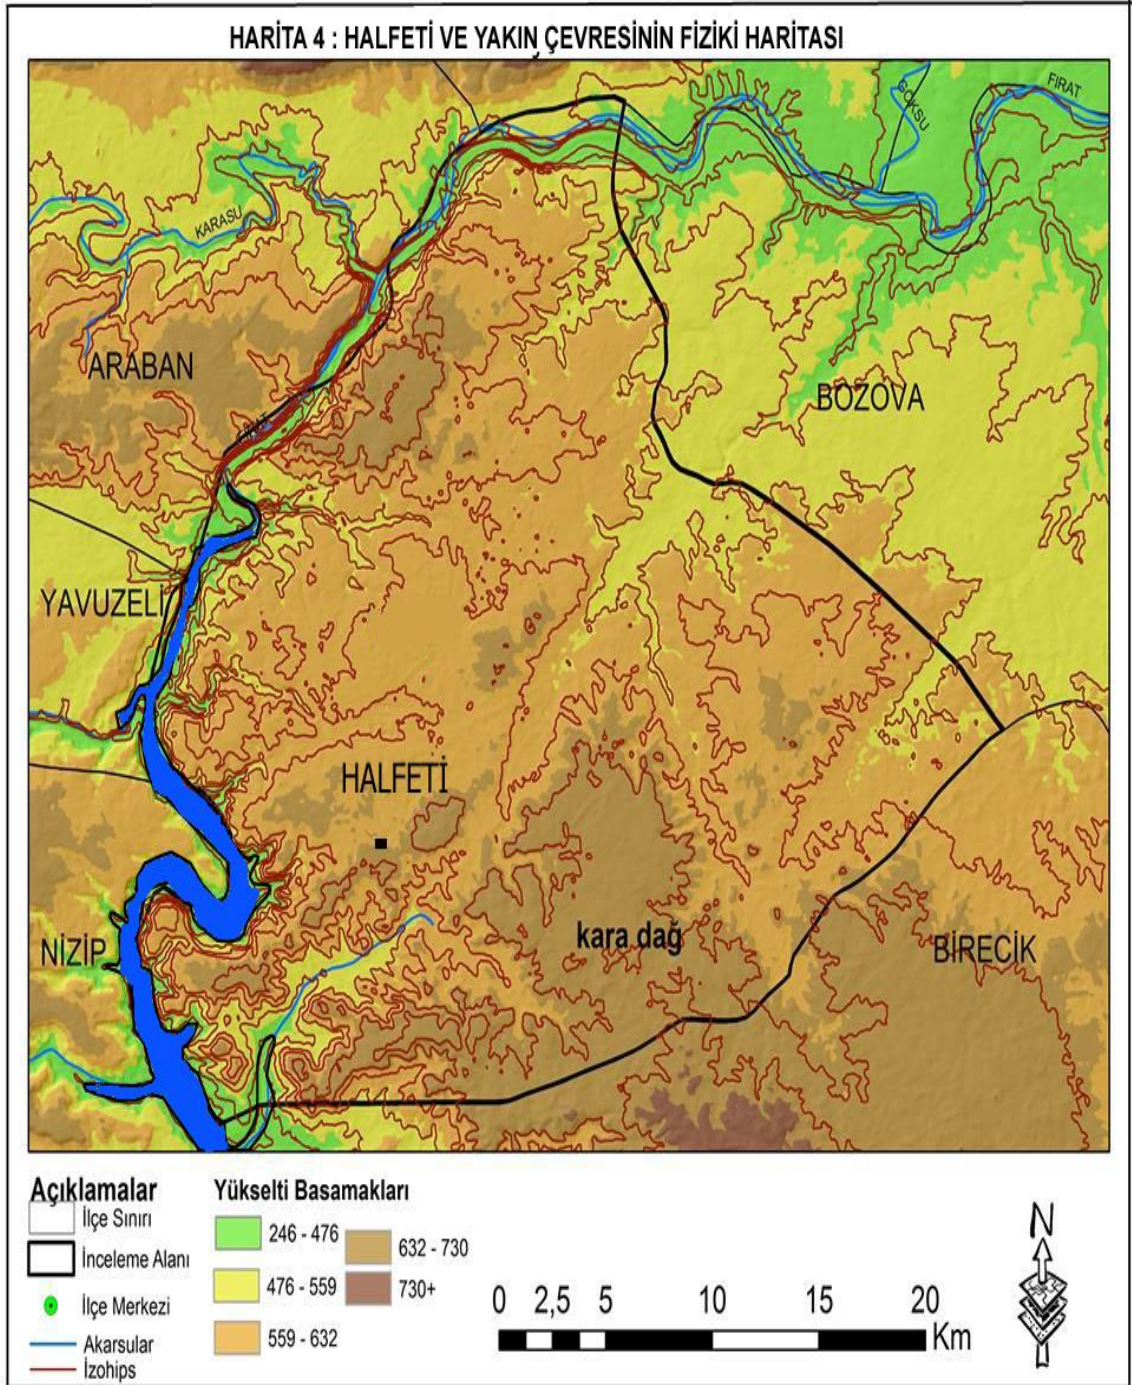 HARİTA 4 : HALFETİ VE YAKIN ÇEVRESİNİN FİZİKİ HARİTASI
FIRAT
GÖKSU
KARASU
ARABAN
BOZOVA
FIRAT
YAVUZELİ
HALFETİ
NİZİP
kara dağ
BİRECİK
Açıklamalar
İlçe Sınırı
İnceleme Alanı
İlçe Merkezi
Akarsular
İzohips
Yükselti Basamakları
246 - 476
476 - 559
559 - 632
632 - 730
730+
0 2,5 5 10 15 20
Km
N